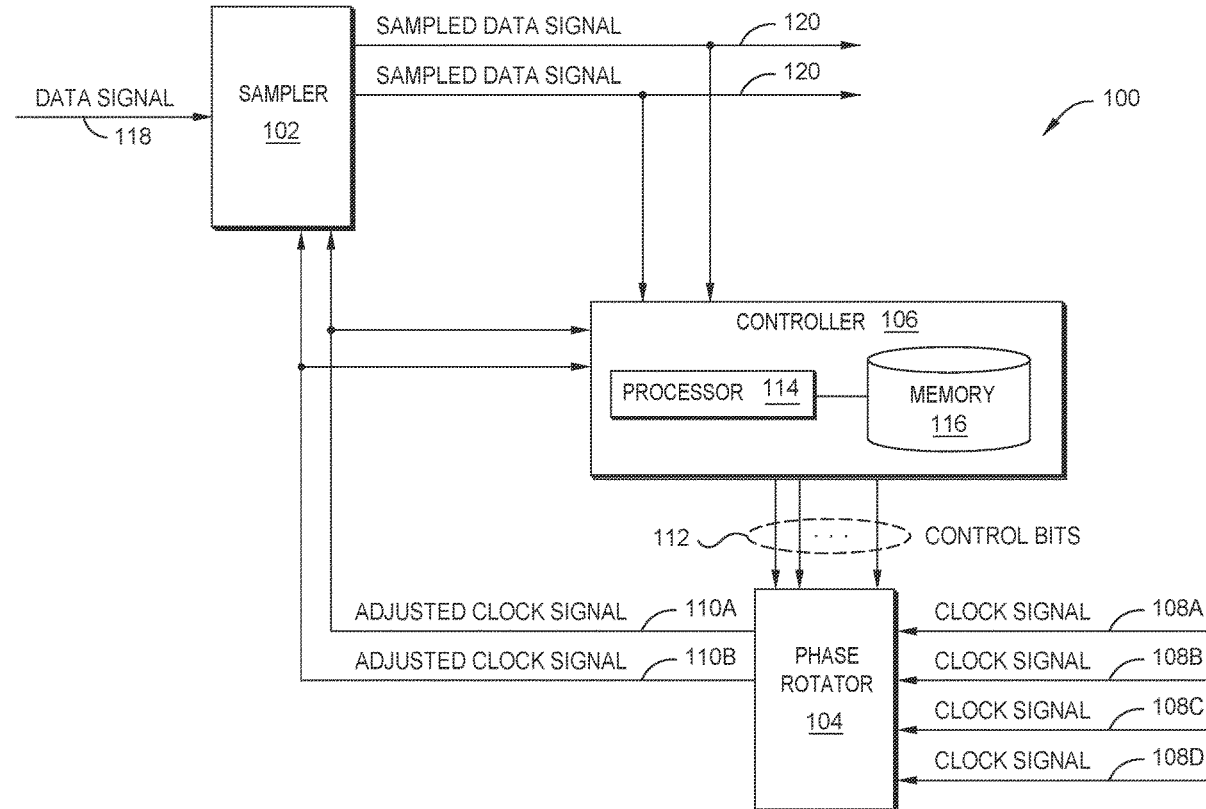 SAMPLED DATA SIGNAL 120
SAMPLED DATA SIGNAL 120
DATA SIGNAL
118
SAMPLER
102
100
CONTROLLER 106
PROCESSOR 114
MEMORY
116
112 . . . CONTROL BITS
ADJUSTED CLOCK SIGNAL 110A
ADJUSTED CLOCK SIGNAL 110B
PHASE
ROTATOR
104
CLOCK SIGNAL 108A
CLOCK SIGNAL 108B
CLOCK SIGNAL 108C
CLOCK SIGNAL 108D